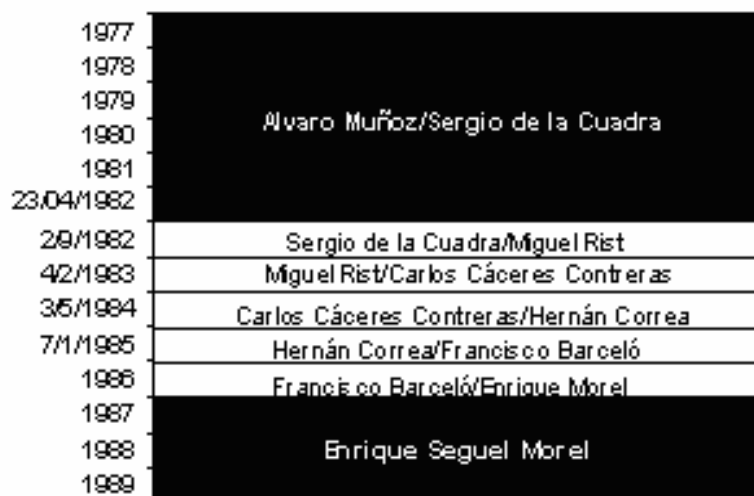 1977
1978
1979
1980
1981
23/04/1982
2/9/1982
4/2/1983
3/5/1984
7/1/1985
1986
1987
1988
1989
Alvaro Muñoz/Sergio de la Cuadra
Sergio de la Cuadra/Miguel Rist
Miguel Rist/Carlos Cáceres Contreras
Carlos Cáceres Contreras/Hernán Correa
Hernán Correa/Francisco Barceló
Francisco Barceló/Enrique Morel
Enrique Seguel Morel